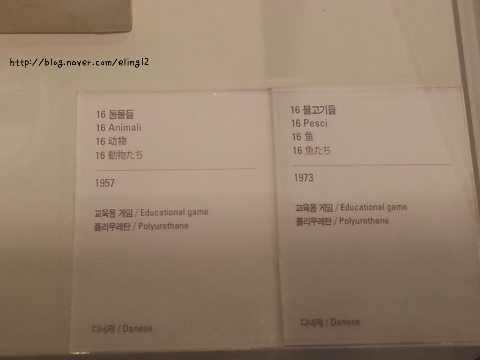 http://blog.naver.com/eling12
16 동물들
16 Animali
16 动物
16 動物たち
1957
교육용 게임 / Educational game
폴리우레탄 / Polyurethane
다네제 / Danese
16 물고기들
16 Pesci
16 鱼
16 魚たち
1973
교육용 게임 / Educational game
폴리우레탄 / Polyurethane
다네제 / Danese